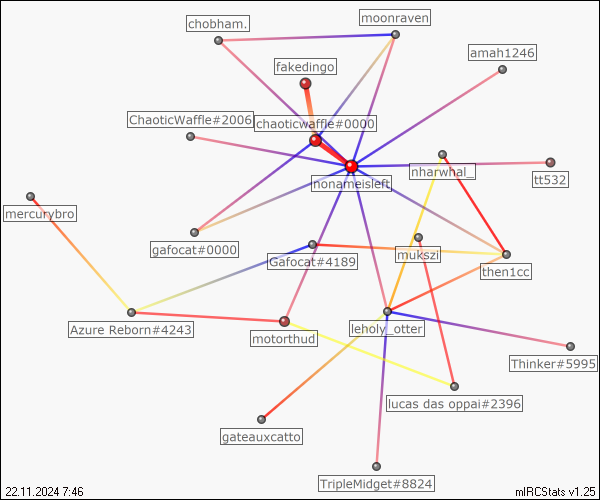 chobham.
moonraven
amah1246
fakedingo
ChaoticWaffle#2006
chaoticwaffle#0000
nharwhal_
tt532
nonameisleft
mercurybro
gafocat#0000
Gafocat#4189
mukszi
then1cc
Azure Reborn#4243
motorthud
leholy_otter
Thinker#5995
lucas das oppai#2396
gateauxcatto
TripleMidget#8824
22.11.2024 7:46
mIRCStats v1.25